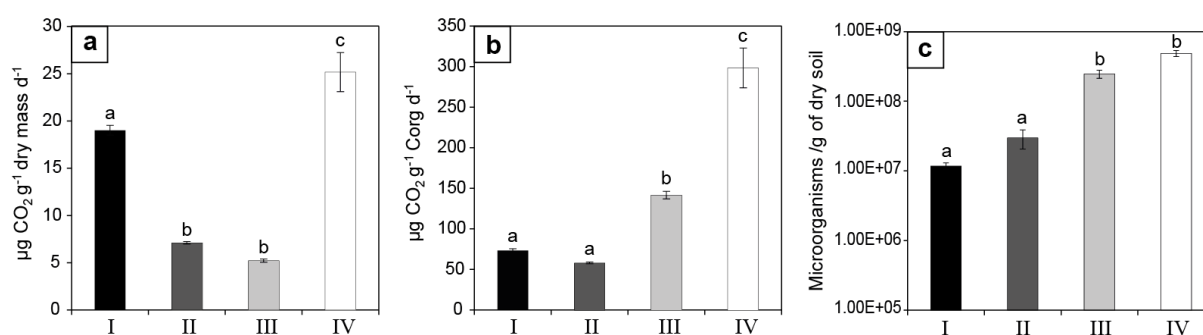 a
µg CO2 g-1 dry mass d-1
30
25
20
15
10
5
0
a
b
b
c
I II III IV
b
µg CO2 g-1 Corg d-1
350
300
250
200
150
100
50
0
a
a
b
c
I II III IV
c
Microorganisms /g of dry soil
1.00E+09
1.00E+08
1.00E+07
1.00E+06
1.00E+05
a
a
b
b
I II III IV